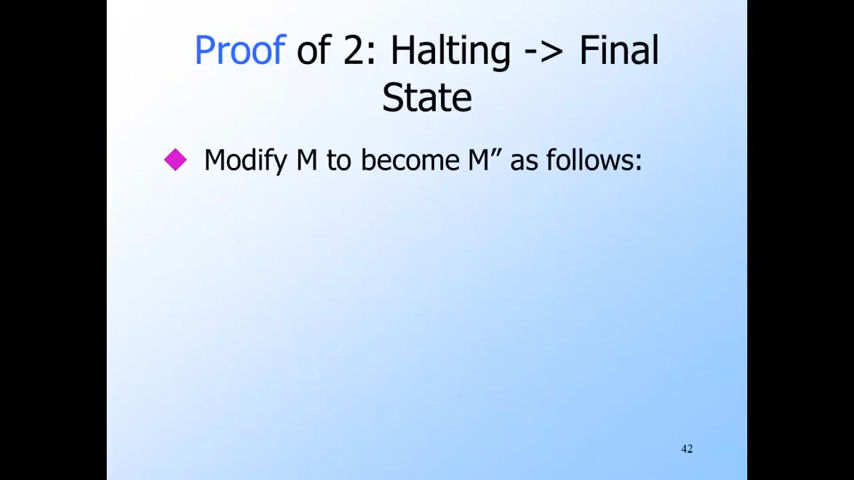 Proof of 2: Halting -> Final
State
Modify M to become M” as follows:
42